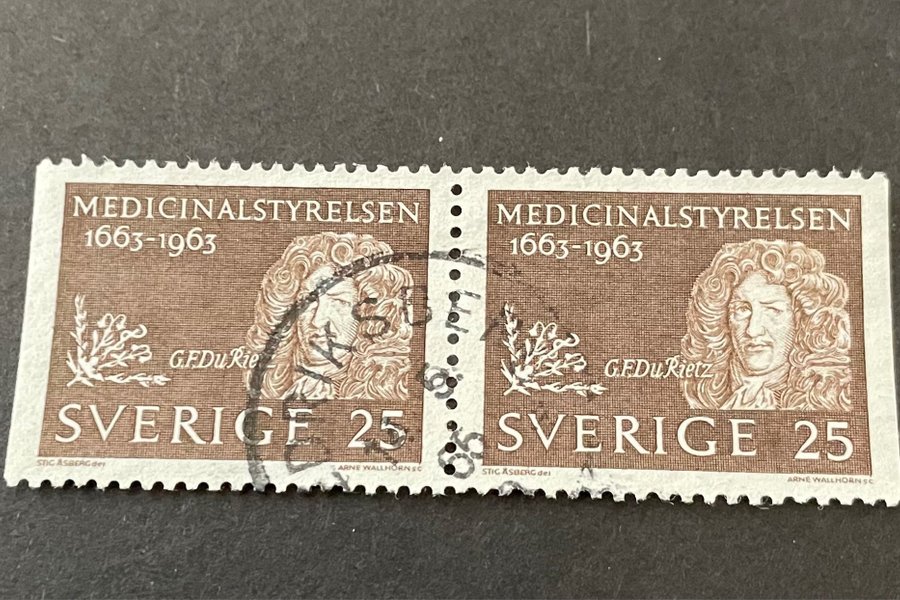 MEDICINALSTYRELSEN
1663-1963
G.F.Du Rietz
SVERIGE 25
STIG ÅSBERG del
ARNE WALLHORN SC
MEDICINALSTYRELSEN
1663-1963
G.F.Du Rietz
SVERIGE 25
STIG ÅSBERG del
ARNE WALLHORN SC